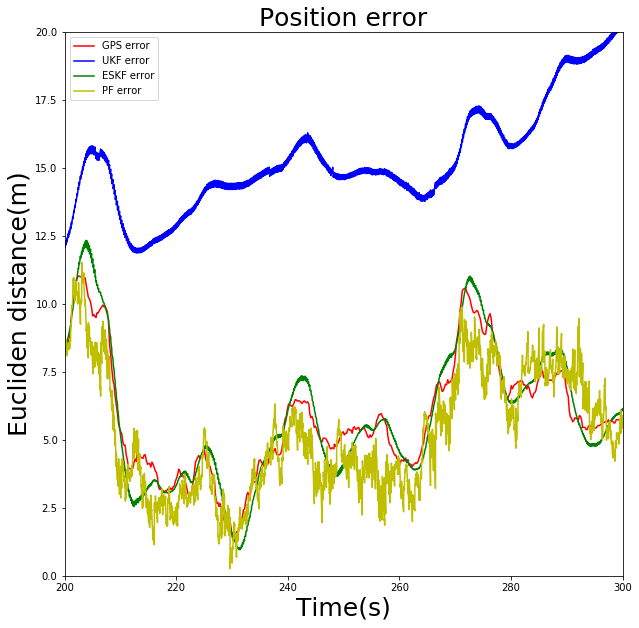 Position error
GPS error
UKF error
ESKF error
PF error
Eucliden distance(m)
20.0
17.5
15.0
12.5
10.0
7.5
5.0
2.5
0.0
200 220 240 260 280 300
Time(s)